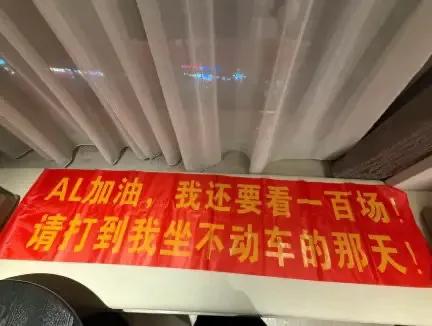 AL加油，我还要看一百场！
请打到我坐不动车的那天！